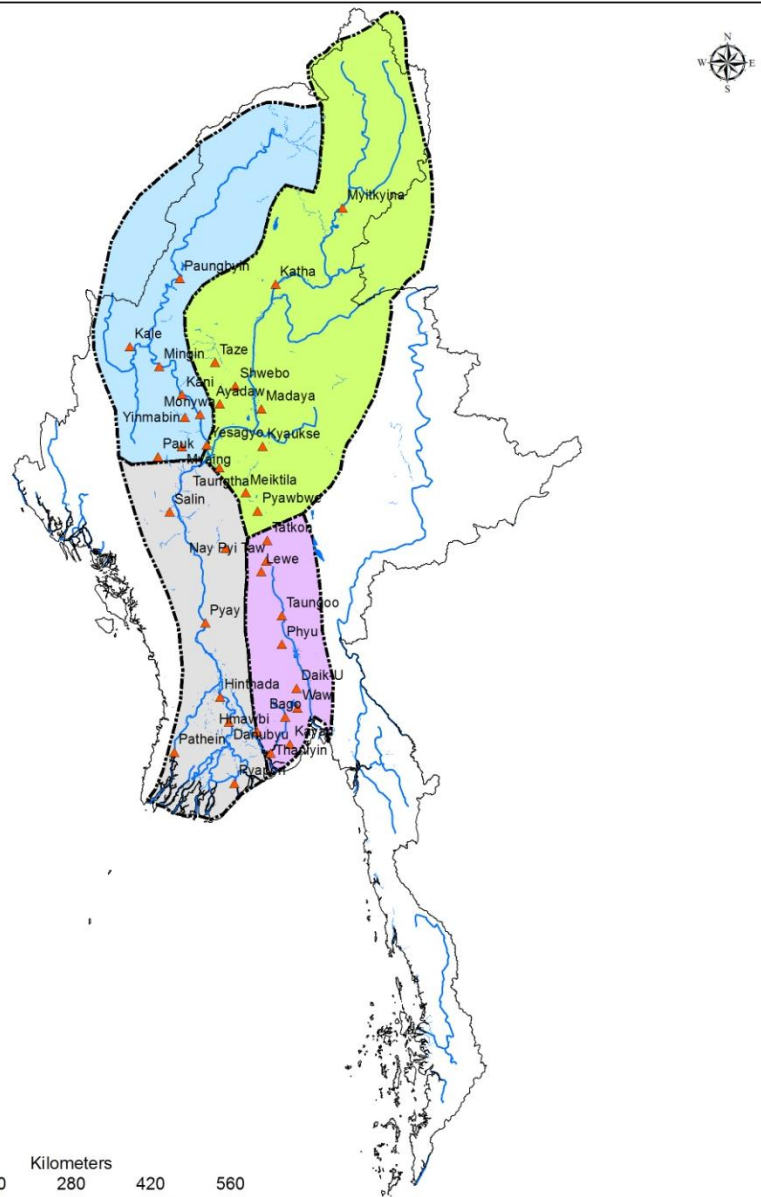 N
W E
S
Myitkyina
Paungbyin
Katha
Kale
Mingin
Taze
Shwebo
Kani
Ayadaw
Madaya
Monywa
Yinmabin
Yesagyo
Kyaukse
Pauk
Myaing
Taungtha
Meiktila
Salin
Pyawbwe
Tatkon
Nay Pyi Taw
Lewe
Taungoo
Pyay
Phyu
Daik-U
Hinthada
Waw
Bago
Hmawbi
Danubyu
Pathein
Thanlyin
Pyapon
Kilometers
0 280 420 560